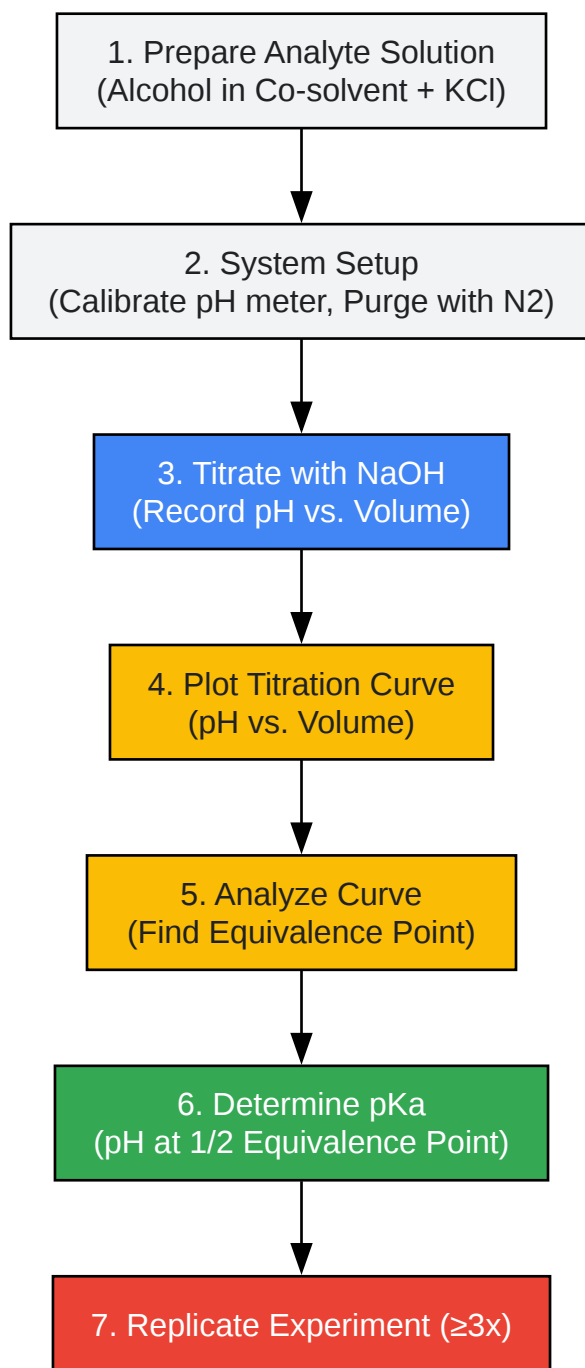 1. Prepare Analyte Solution
(Alcohol in Co-solvent + KCl)
2. System Setup
(Calibrate pH meter, Purge with N2)
3. Titrate with NaOH
(Record pH vs. Volume)
4. Plot Titration Curve
(pH vs. Volume)
5. Analyze Curve
(Find Equivalence Point)
6. Determine pKa
(pH at 1/2 Equivalence Point)
7. Replicate Experiment (≥3x)